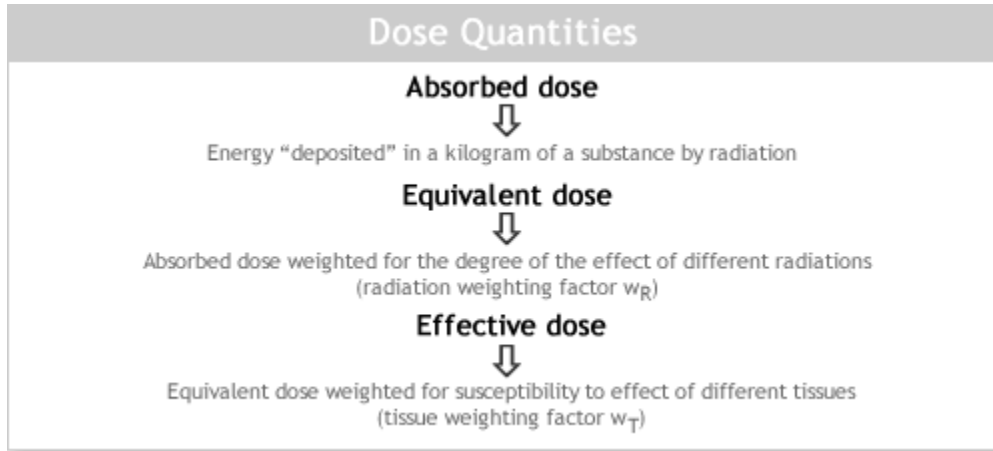 Dose Quantities
Absorbed dose
Energy “deposited” in a kilogram of a substance by radiation
Equivalent dose
Absorbed dose weighted for the degree of the effect of different radiations
(radiation weighting factor wR)
Effective dose
Equivalent dose weighted for susceptibility to effect of different tissues
(tissue weighting factor wT)